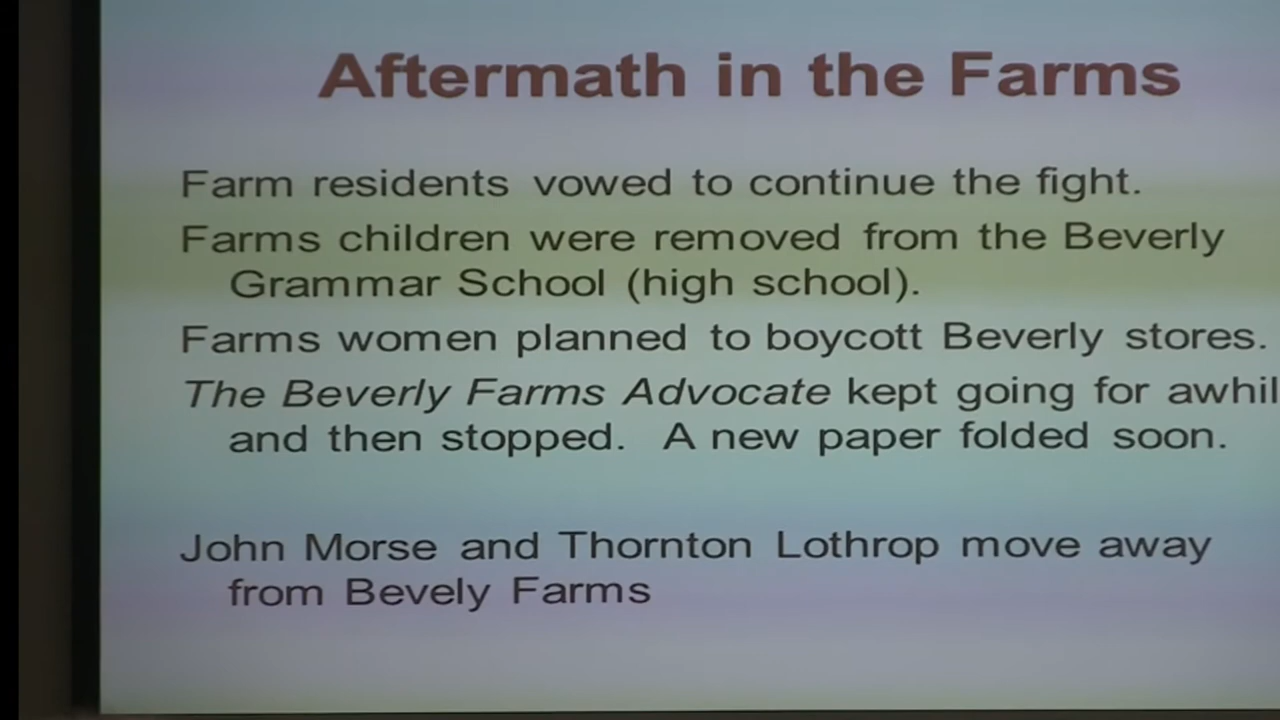 Aftermath in the Farms
Farm residents vowed to continue the fight.
Farms children were removed from the Beverly
Grammar School (high school).
Farms women planned to boycott Beverly stores.
The Beverly Farms Advocate kept going for awhil
and then stopped. A new paper folded soon.
John Morse and Thornton Lothrop move away
from Bevely Farms